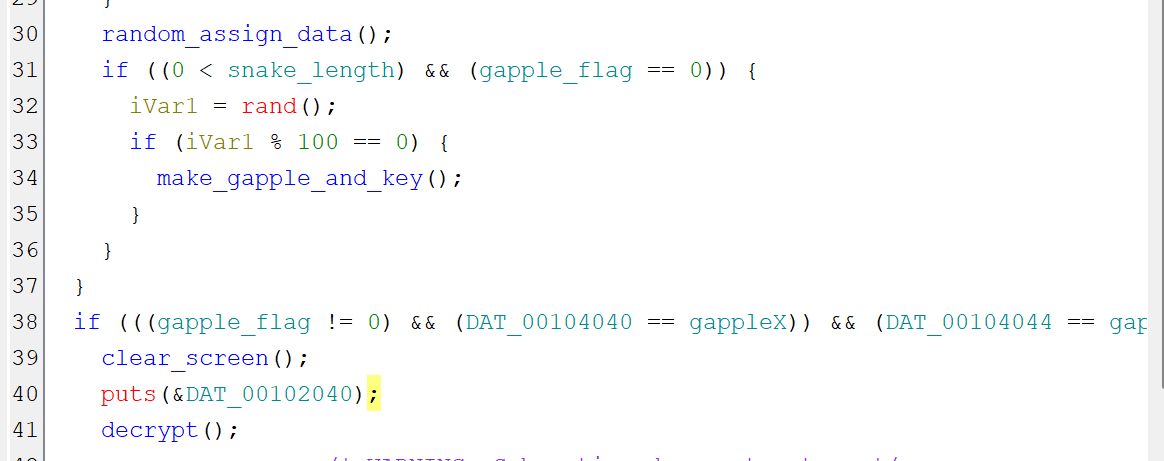 30 random_assign_data();
31 if ((0 < snake_length) && (gapple_flag == 0)) {
32 iVar1 = rand();
33 if (iVar1 % 100 == 0) {
34 make_gapple_and_key();
35 }
36 }
37 }
38 if (((gapple_flag != 0) && (DAT_00104040 == gappleX)) && (DAT_00104044 == gap
39 clear_screen();
40 puts(&DAT_00102040);
41 decrypt();